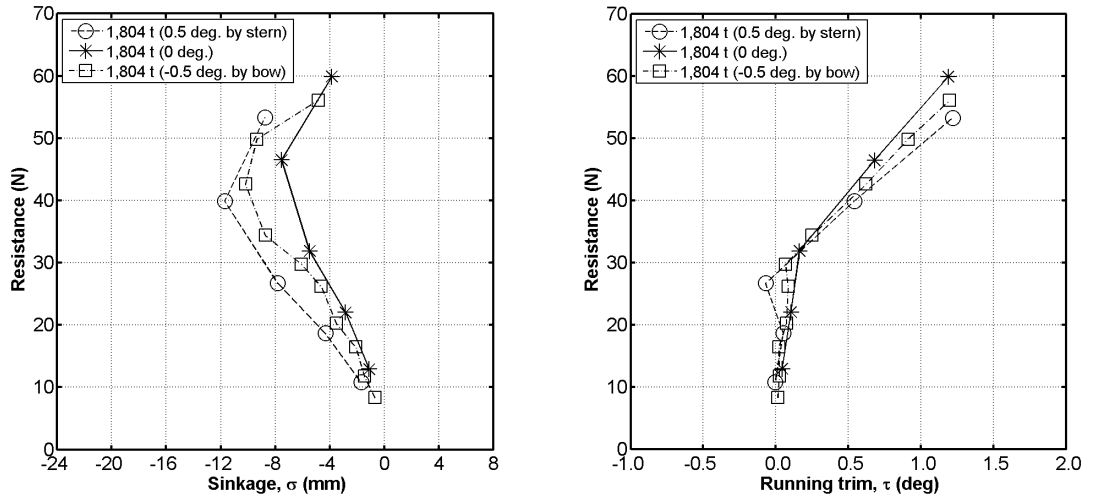 70
60
50
40
30
20
10
0
Resistance (N)
1,804 t (0.5 deg. by stern)
1,804 t (0 deg.)
1,804 t (-0.5 deg. by bow)
-24 -20 -16 -12 -8 -4 0 4 8
Sinkage, σ (mm)
70
60
50
40
30
20
10
0
Resistance (N)
1,804 t (0.5 deg. by stern)
1,804 t (0 deg.)
1,804 t (-0.5 deg. by bow)
-1.0 -0.5 0.0 0.5 1.0 1.5 2.0
Running trim, τ (deg)